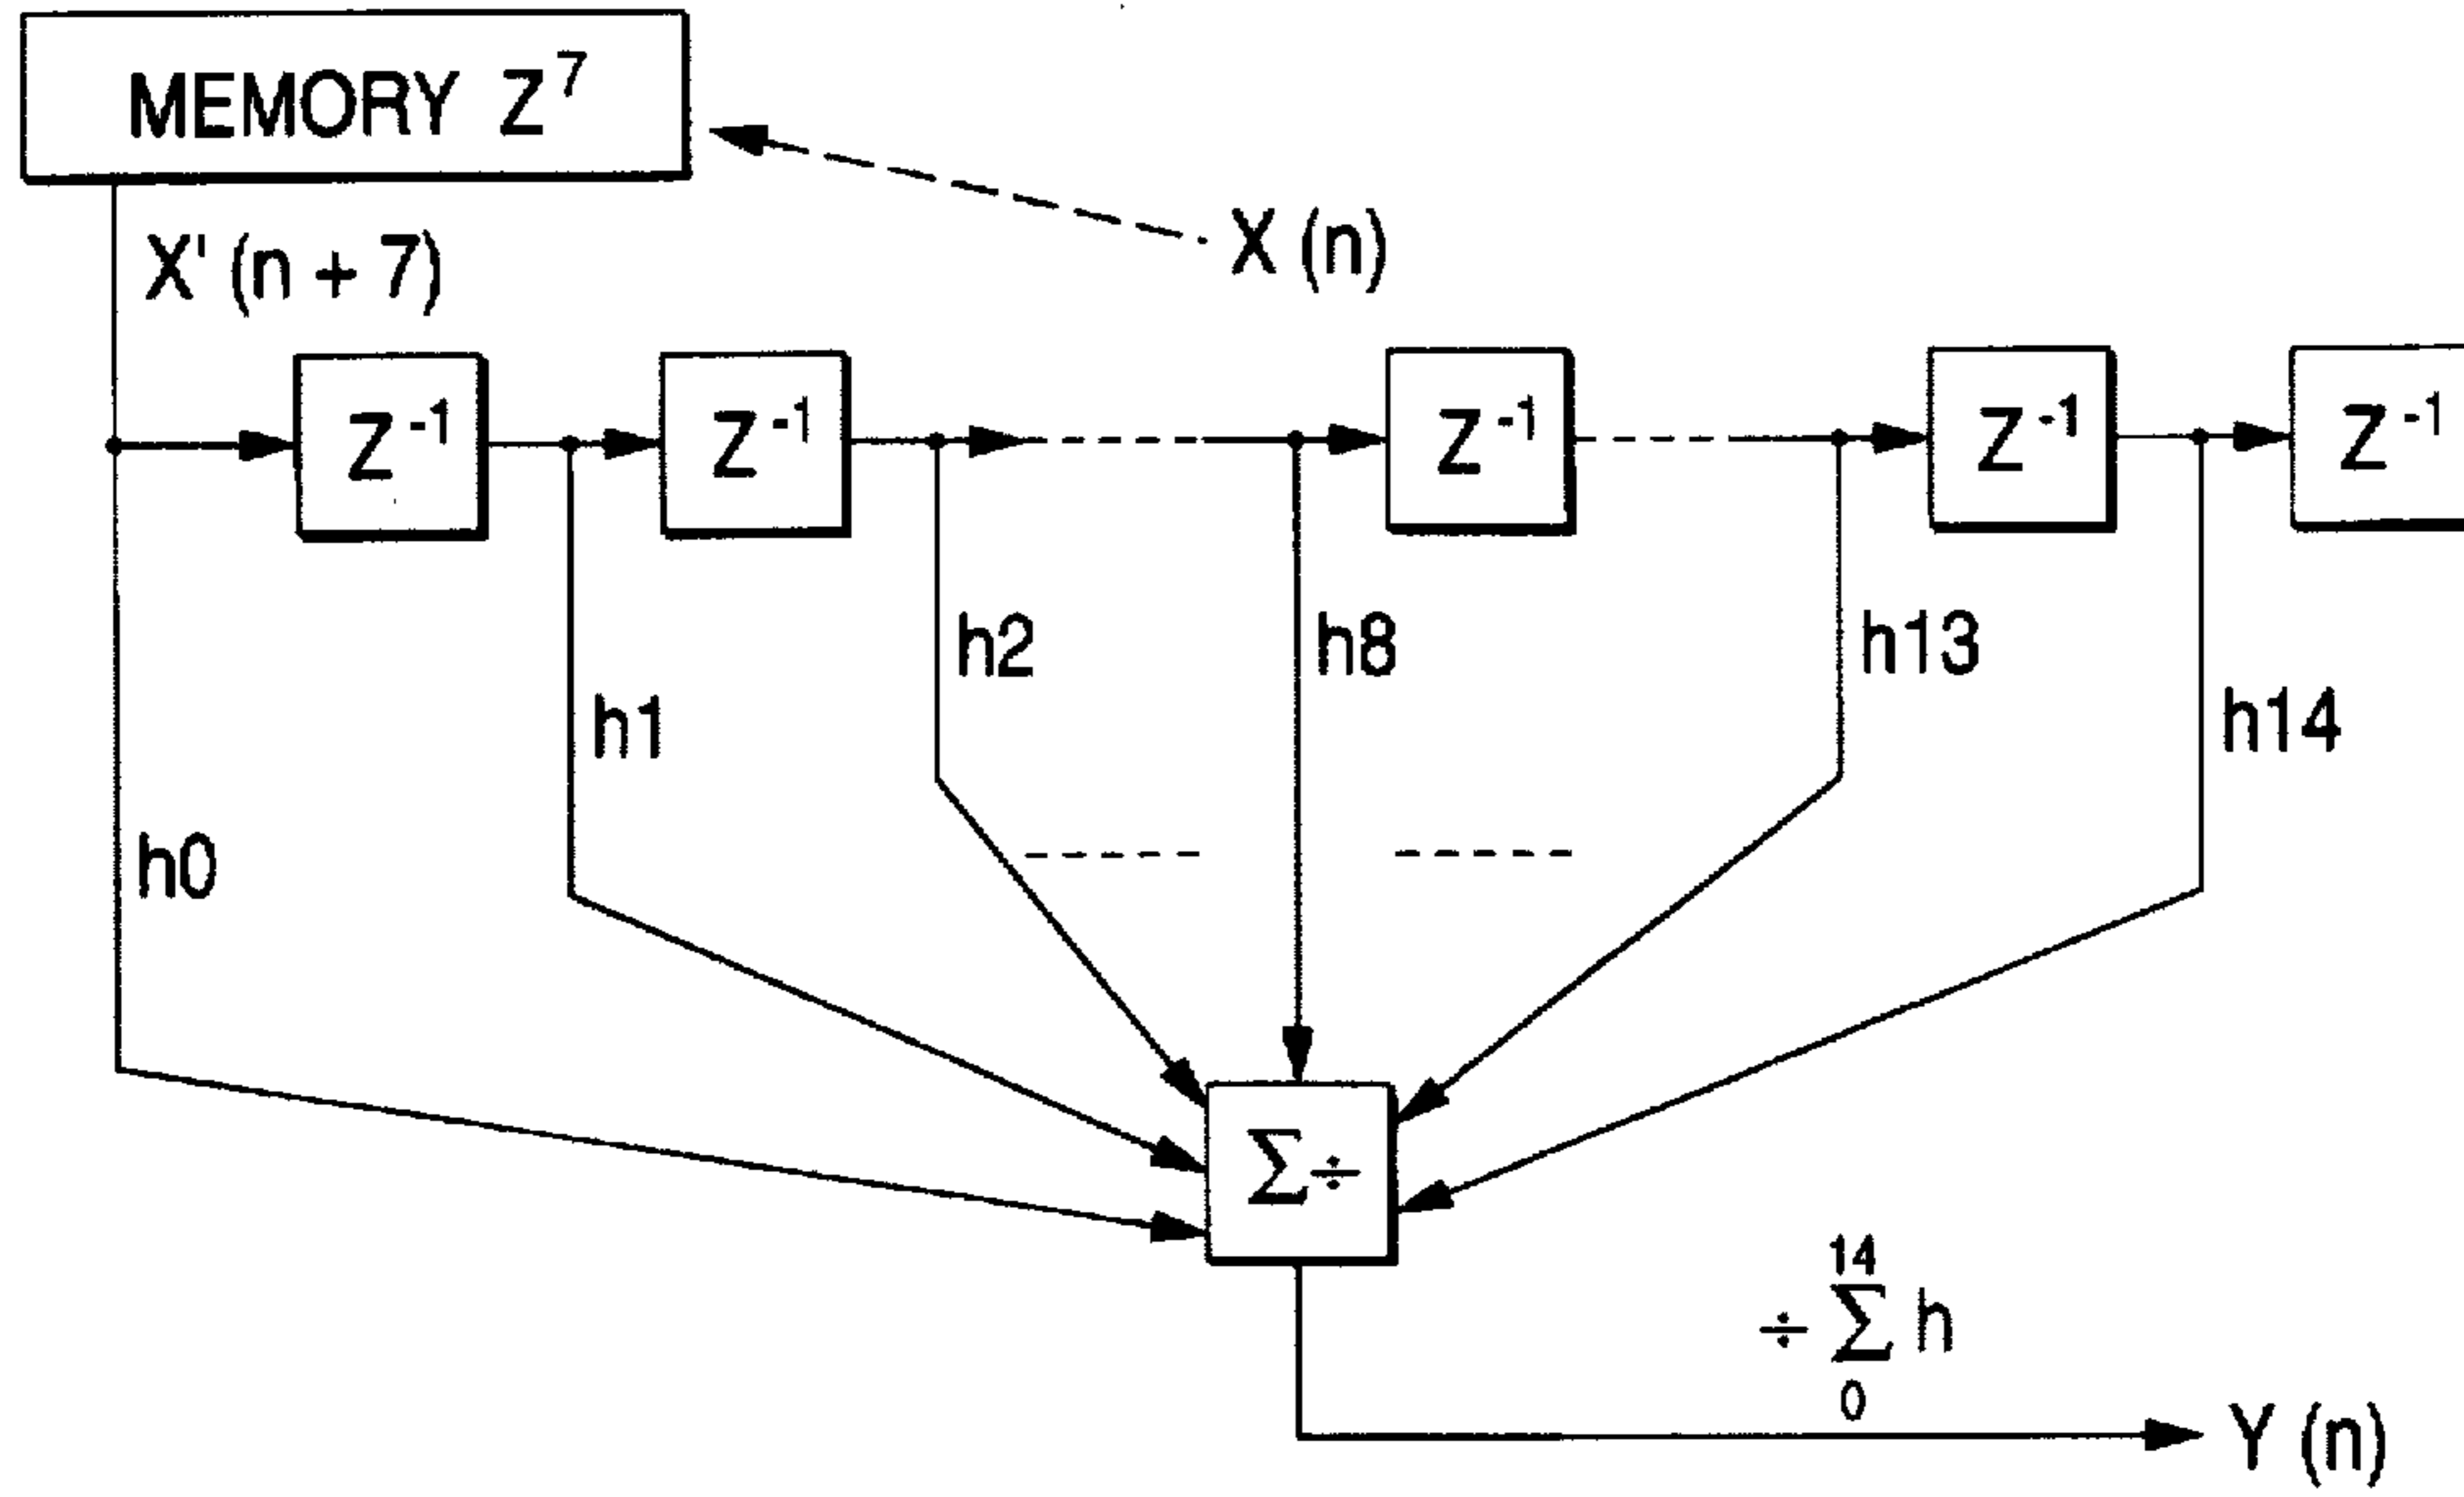 MEMORY Z⁷
X (n)
X' (n + 7)
Z⁻¹ Z⁻¹ Z⁻¹ Z⁻¹ Z⁻¹
h0
h1
h2
h8
h13
h14
Σ÷
14
÷ Σ h
0
Y (n)